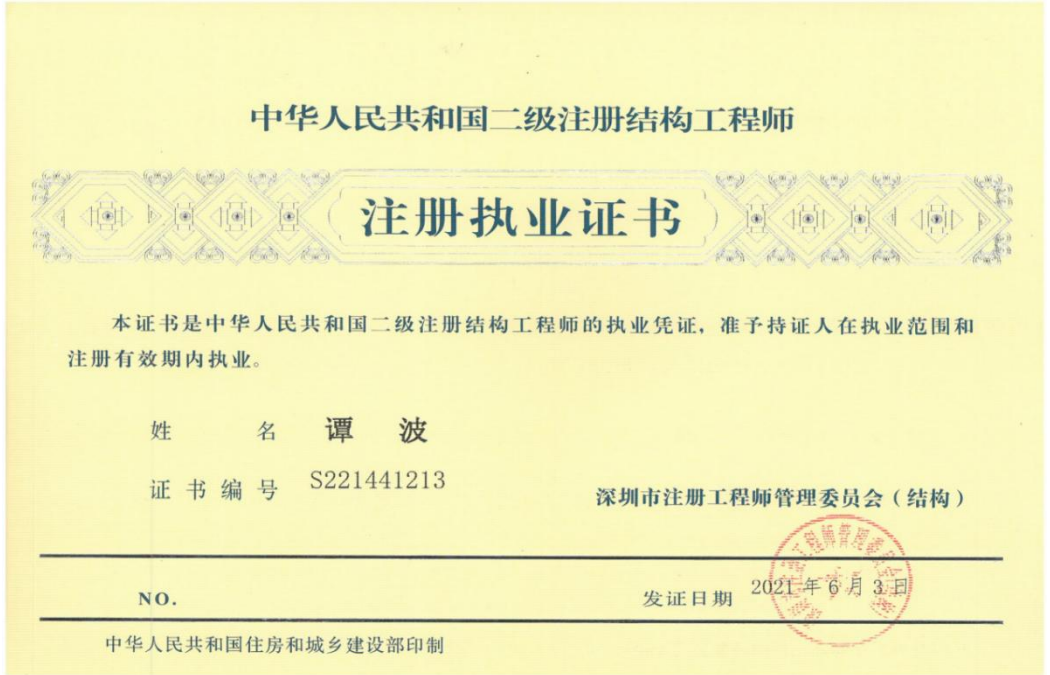 中华人民共和国二级注册结构工程师
注册执业证书
本证书是中华人民共和国二级注册结构工程师的执业凭证，准予持证人在执业范围和
注册有效期内执业。
姓 名 谭 波
证书编号 S221441213
深圳市注册工程师管理委员会（结构）
NO.
发证日期 2021年6月3日
中华人民共和国住房和城乡建设部印制